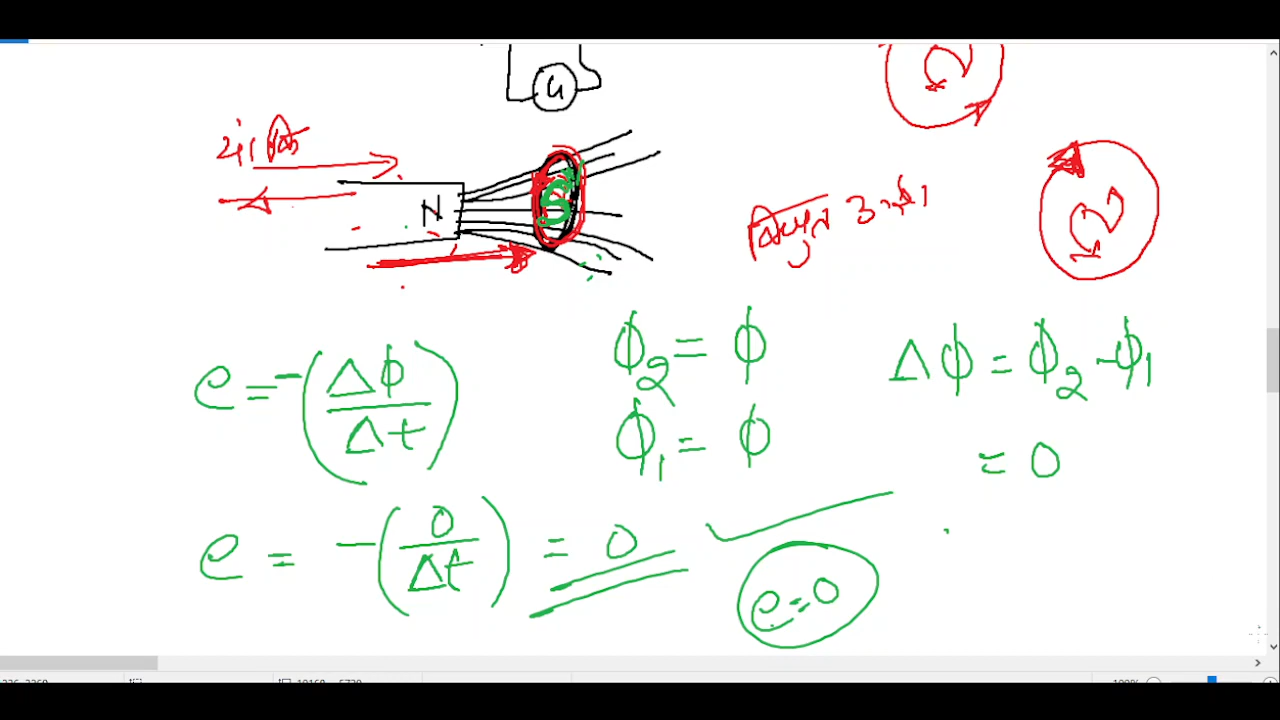 G
N
S
e = -(Δϕ/Δt)
ϕ₂ = ϕ
Δϕ = ϕ₂ - ϕ₁
ϕ₁ = ϕ
= 0
e = -(0/Δt) = 0
e = 0